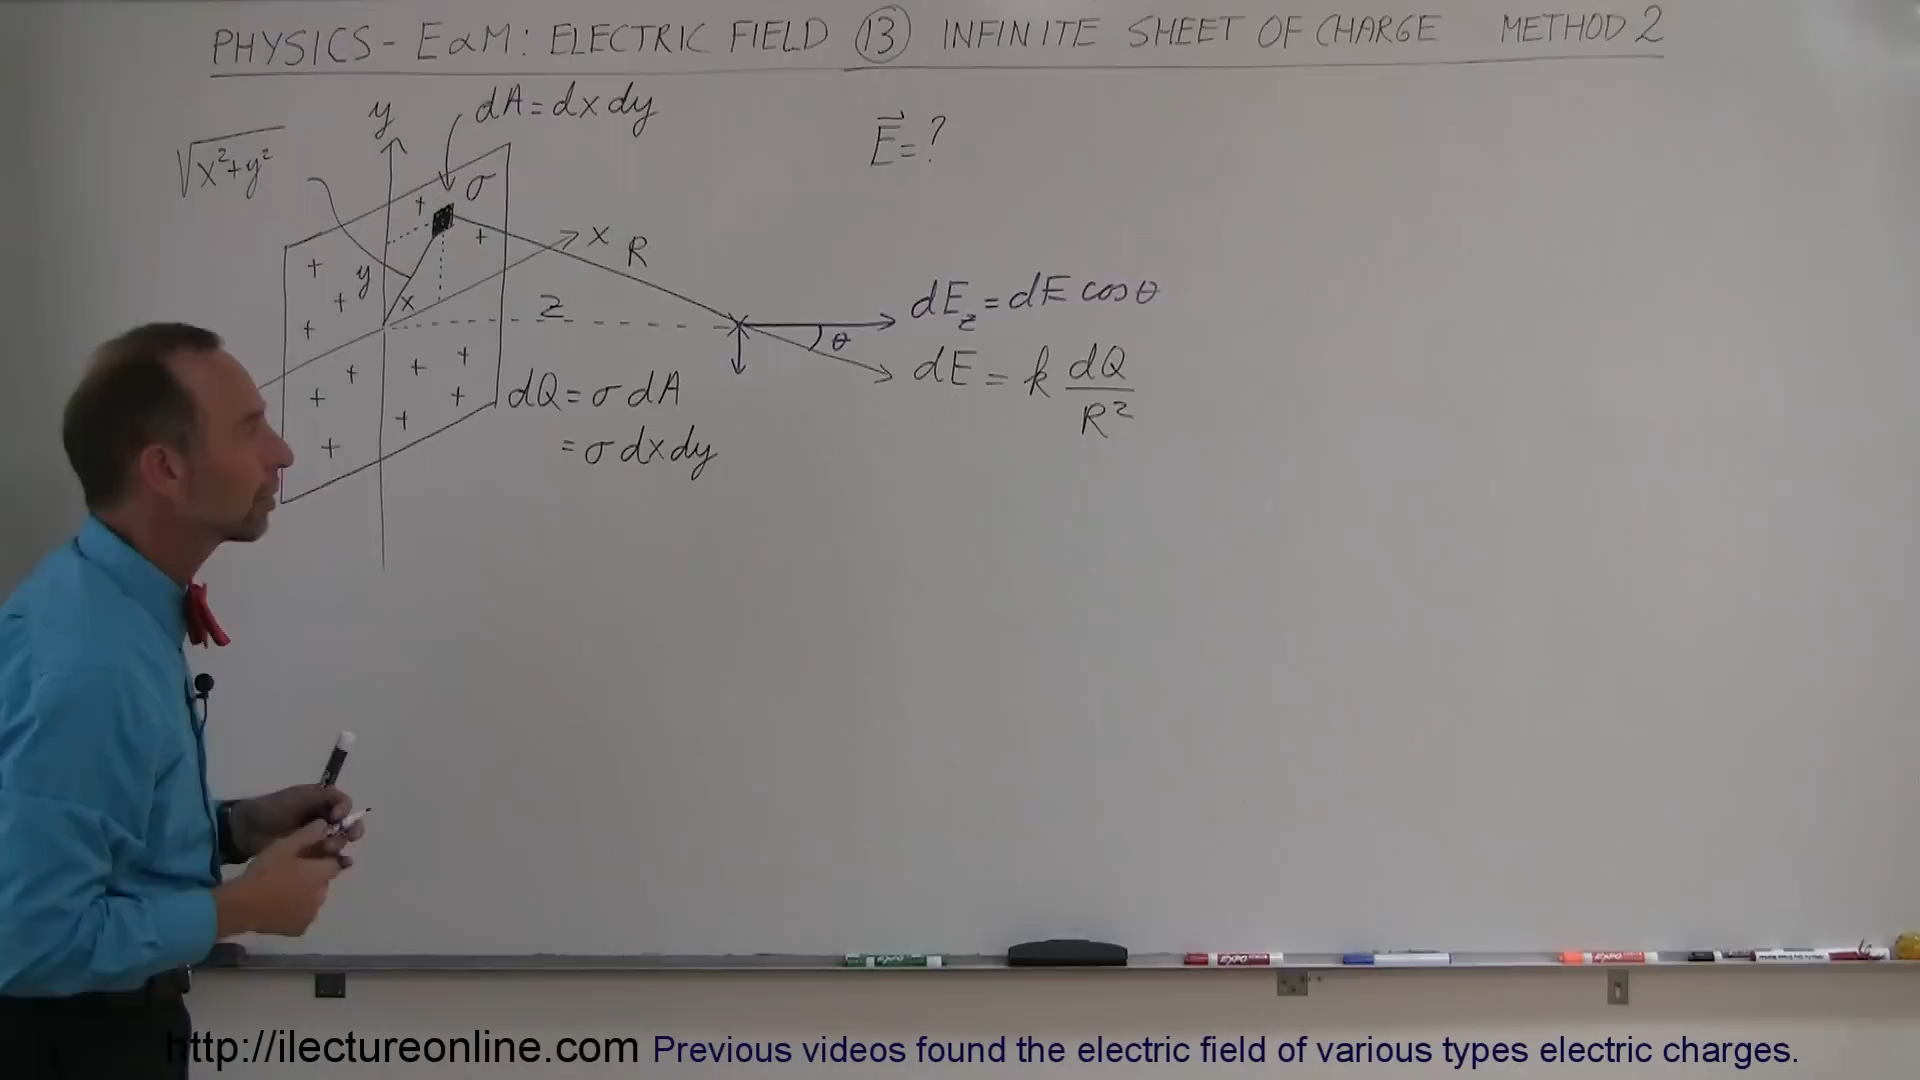 PHYSICS - E&M: ELECTRIC FIELD 13 INFINITE SHEET OF CHARGE METHOD 2
y
dA = dx dy
E⃗ = ?
√x²+y²
σ
x
R
y
x
z
dE_z = dE cos θ
θ
dE = k dQ/R²
dQ = σ dA
= σ dx dy
http://ilectureonline.com Previous videos found the electric field of various types electric charges.